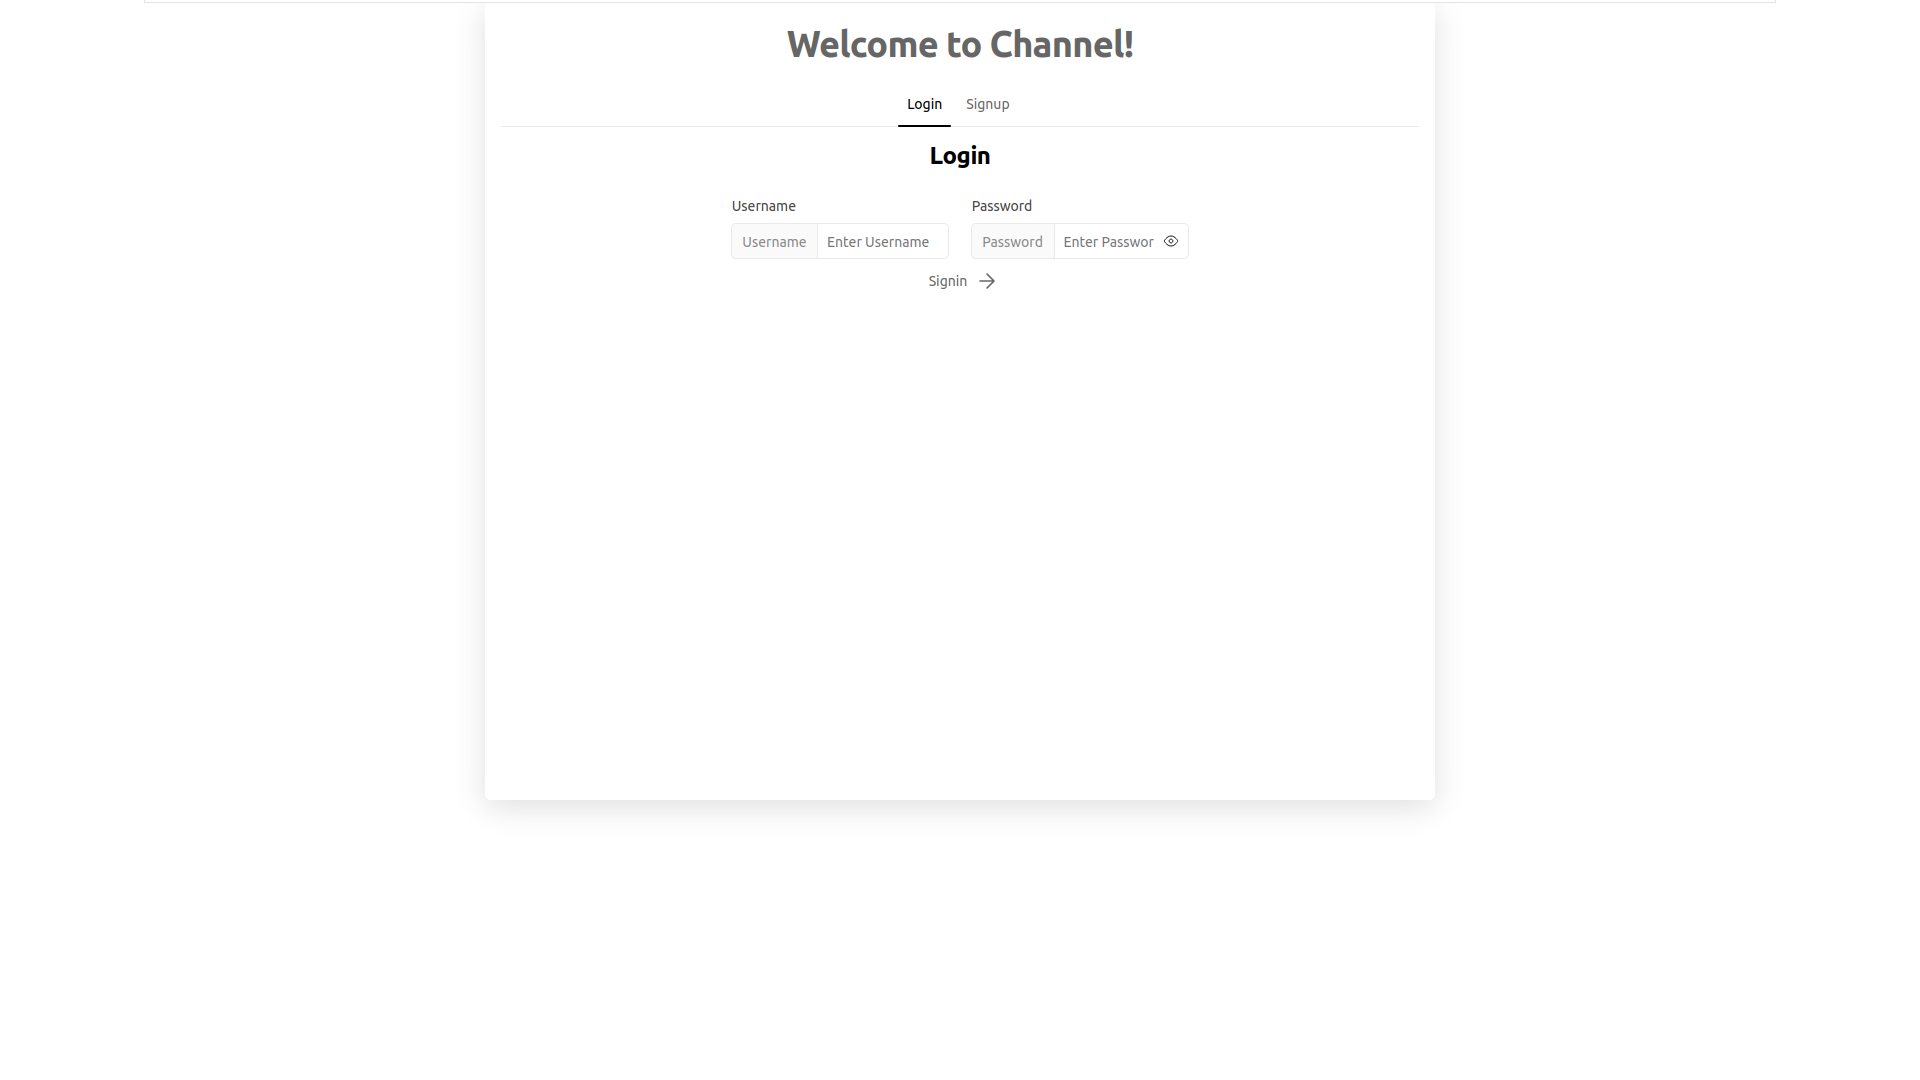 Welcome to Channel!
Login Signup
Login
Username Password
Username Enter Username Password Enter Passwor
Signin